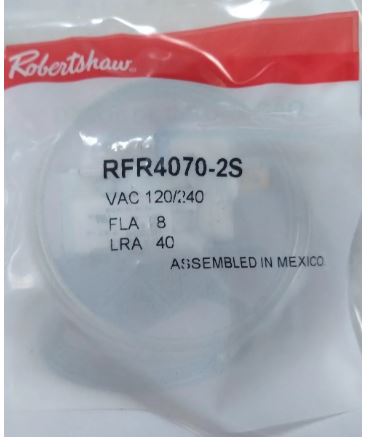 Robertshaw
RFR4070-2S
VAC 120/240
FLA 8
LRA 40
ASSEMBLED IN MEXICO